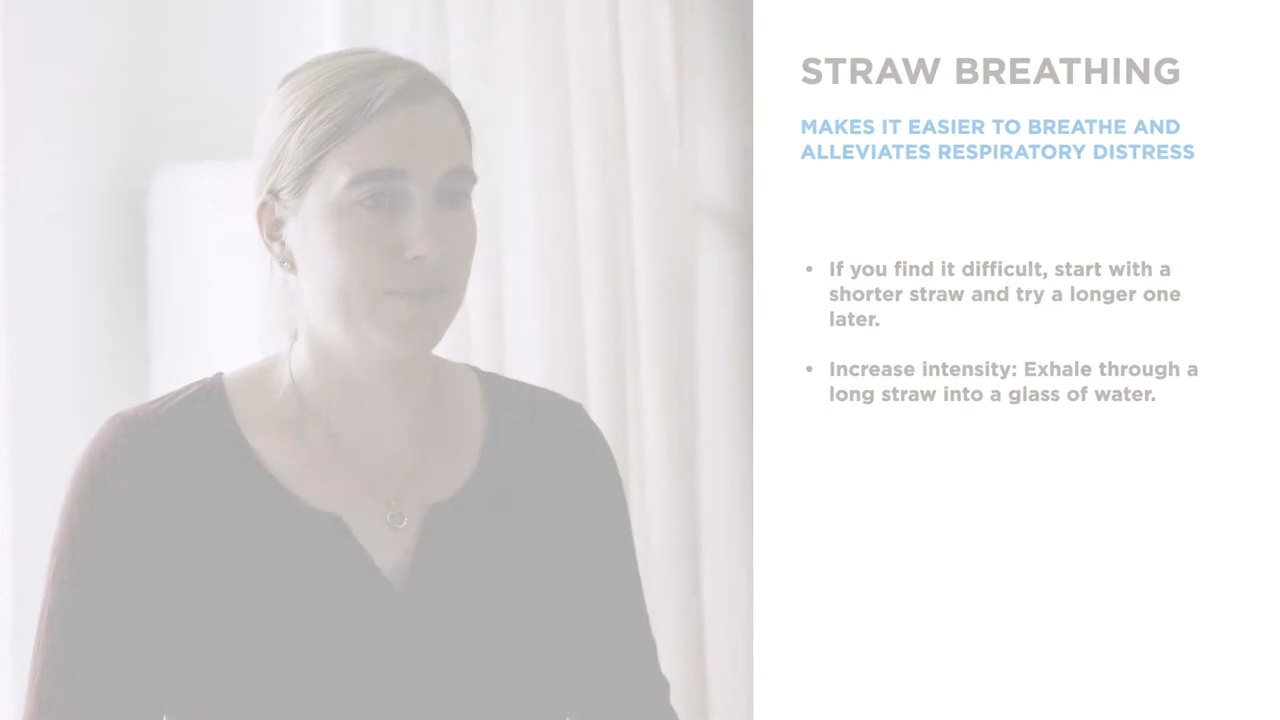 STRAW BREATHING
MAKES IT EASIER TO BREATHE AND
ALLEVIATES RESPIRATORY DISTRESS
• If you find it difficult, start with a
shorter straw and try a longer one
later.
• Increase intensity: Exhale through a
long straw into a glass of water.